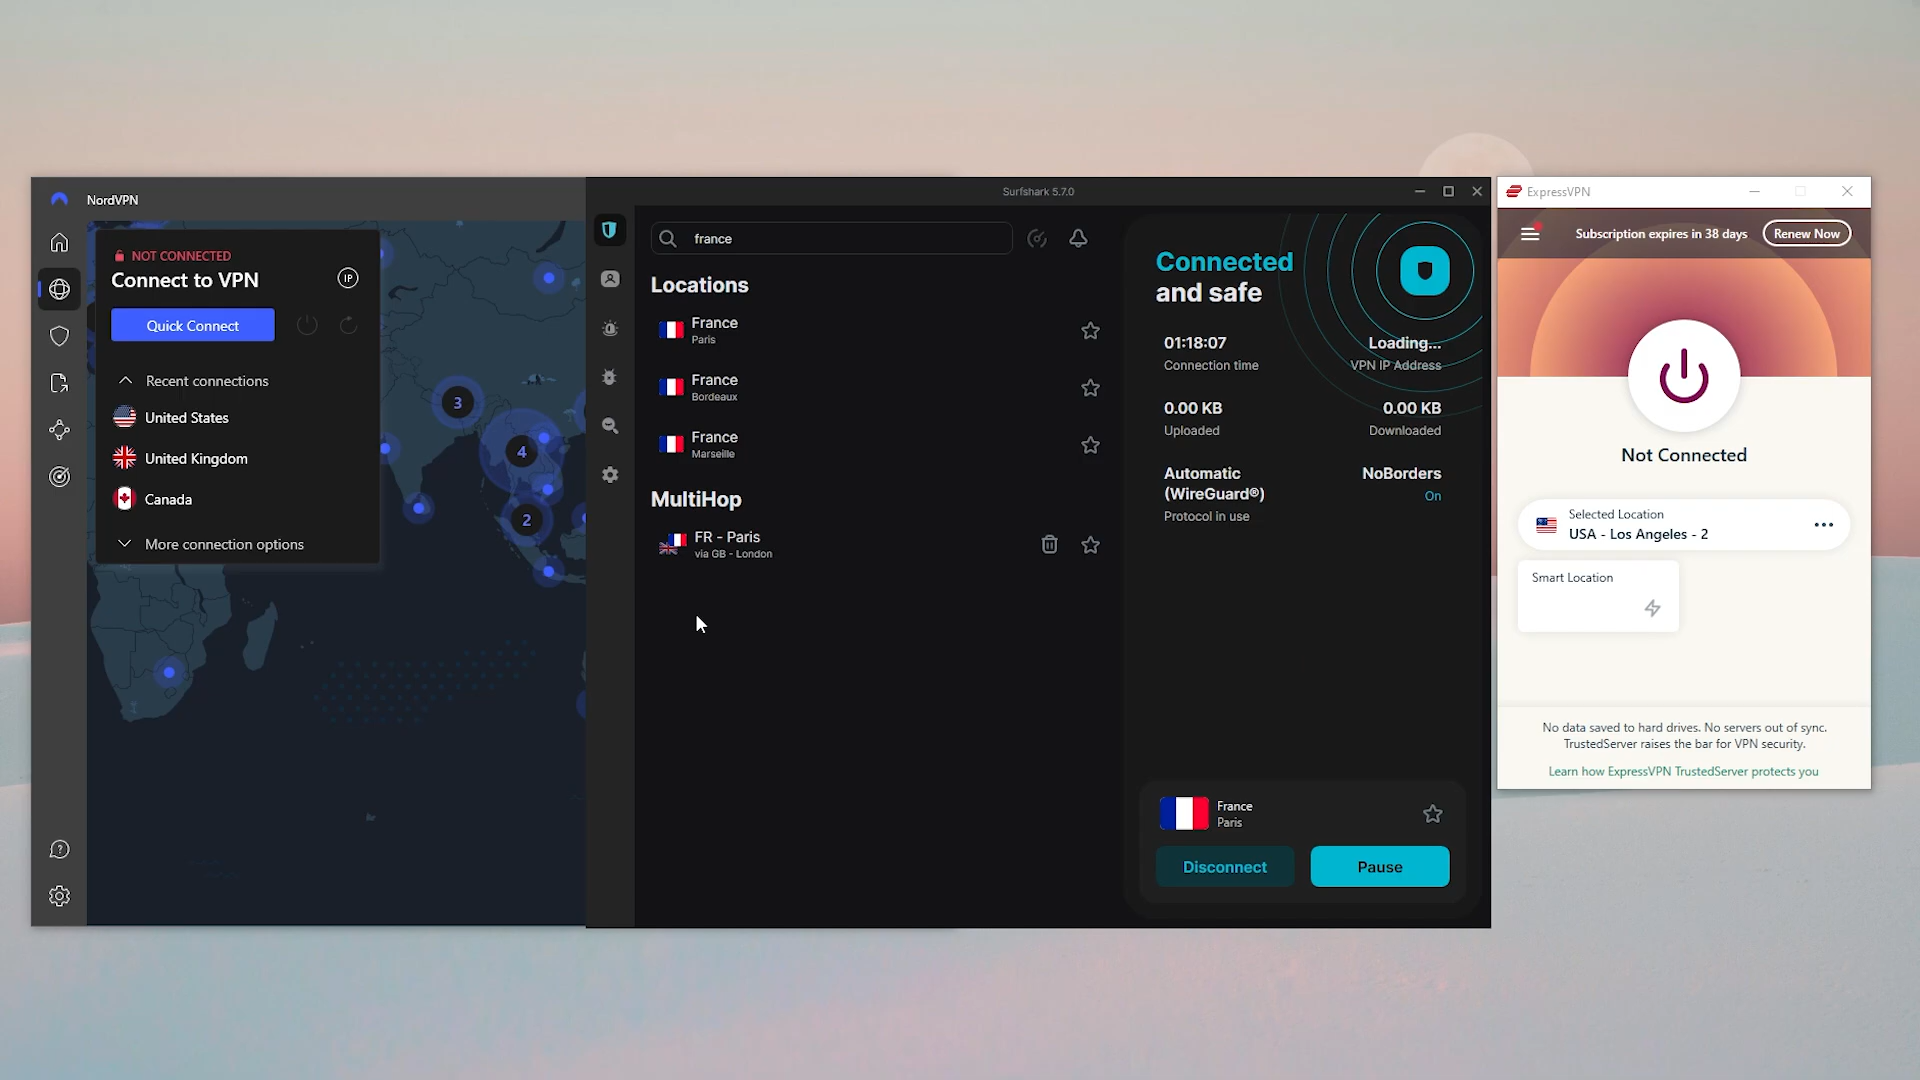 NordVPN
NOT CONNECTED
Connect to VPN
IP
Quick Connect
Recent connections
United States
United Kingdom
Canada
More connection options
3
4
2
Surfshark 5.7.0
france
Locations
France
Paris
France
Bordeaux
France
Marseille
MultiHop
FR - Paris
via GB - London
Connected
and safe
01:18:07
Connection time
Loading...
VPN IP Address
0.00 KB
Uploaded
0.00 KB
Downloaded
Automatic
(WireGuard®)
Protocol in use
NoBorders
On
France
Paris
Disconnect
Pause
ExpressVPN
Subscription expires in 38 days
Renew Now
Not Connected
Selected Location
USA - Los Angeles - 2
Smart Location
No data saved to hard drives. No servers out of sync.
TrustedServer raises the bar for VPN security.
Learn how ExpressVPN TrustedServer protects you